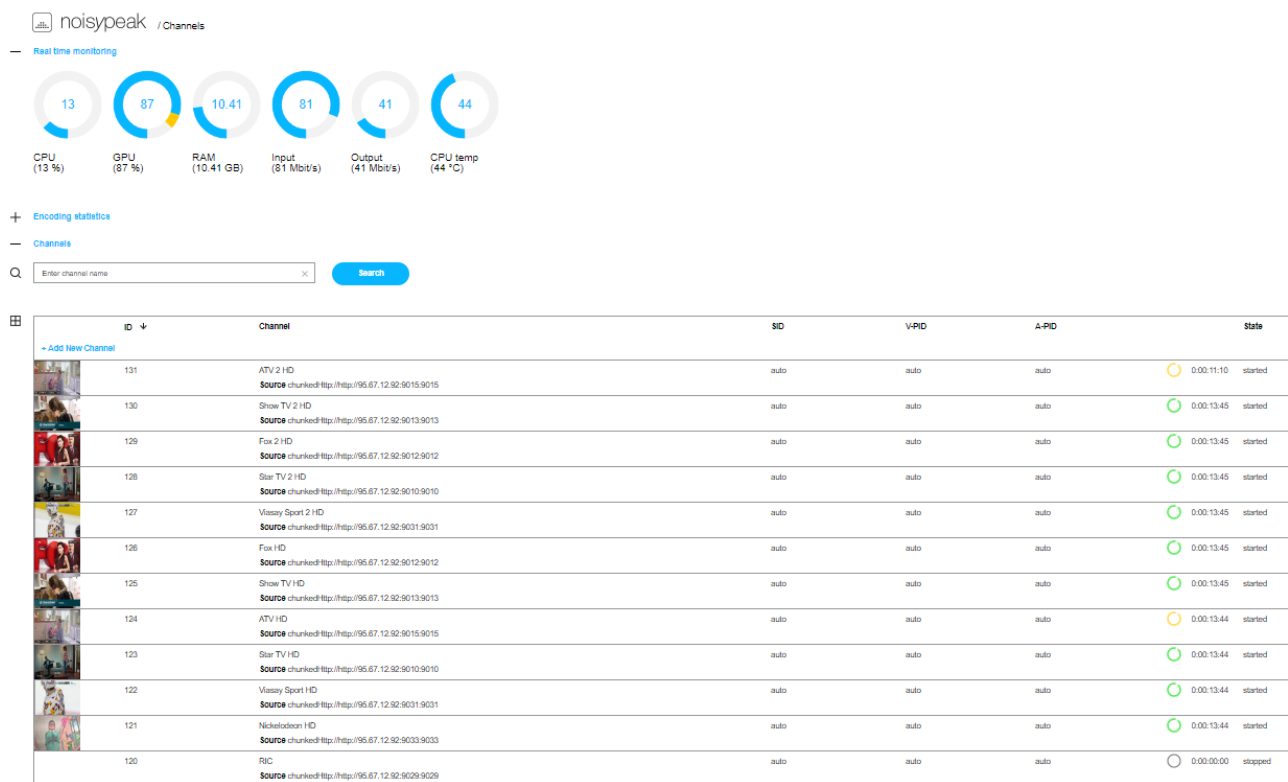 noisypeak / Channels
Real time monitoring
13 87 10.41 81 41 44
CPU GPU RAM Input Output CPU temp
(13 %) (87 %) (10.41 GB) (81 Mbit/s) (41 Mbit/s) (44 °C)
Encoding statistics
Channels
Enter channel name × Search
ID Channel SID V-PID A-PID State
+ Add New Channel
131 ATV 2 HD auto auto auto 0:00:11:10 started
Source chunkedHttp://http://95.67.12.92:9015:9015
130 Show TV 2 HD auto auto auto 0:00:13:45 started
Source chunkedHttp://http://95.67.12.92:9013:9013
129 Fox 2 HD auto auto auto 0:00:13:45 started
Source chunkedHttp://http://95.67.12.92:9012:9012
128 Star TV 2 HD auto auto auto 0:00:13:45 started
Source chunkedHttp://http://95.67.12.92:9010:9010
127 Viasay Sport 2 HD auto auto auto 0:00:13:45 started
Source chunkedHttp://http://95.67.12.92:9031:9031
126 Fox HD auto auto auto 0:00:13:45 started
Source chunkedHttp://http://95.67.12.92:9012:9012
125 Show TV HD auto auto auto 0:00:13:45 started
Source chunkedHttp://http://95.67.12.92:9013:9013
124 ATV HD auto auto auto 0:00:13:44 started
Source chunkedHttp://http://95.67.12.92:9015:9015
123 Star TV HD auto auto auto 0:00:13:44 started
Source chunkedHttp://http://95.67.12.92:9010:9010
122 Viasay Sport HD auto auto auto 0:00:13:44 started
Source chunkedHttp://http://95.67.12.92:9031:9031
121 Nickelodeon HD auto auto auto 0:00:13:44 started
Source chunkedHttp://http://95.67.12.92:9033:9033
120 RIC auto auto auto 0:00:00:00 stopped
Source chunkedHttp://http://95.67.12.92:9029:9029